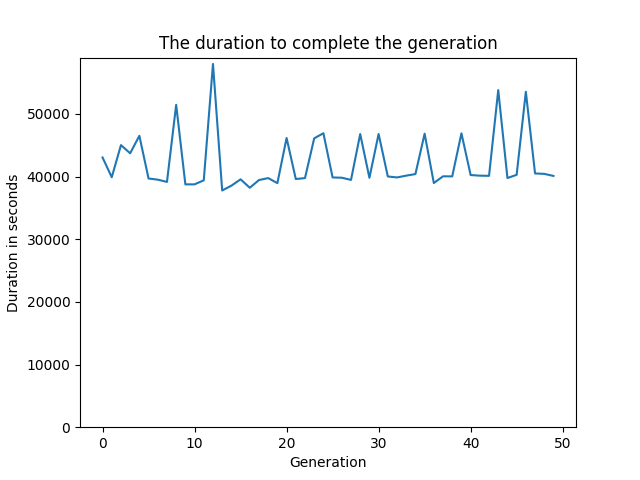 The duration to complete the generation
50000
40000
30000
20000
10000
0
Duration in seconds
0 10 20 30 40 50
Generation